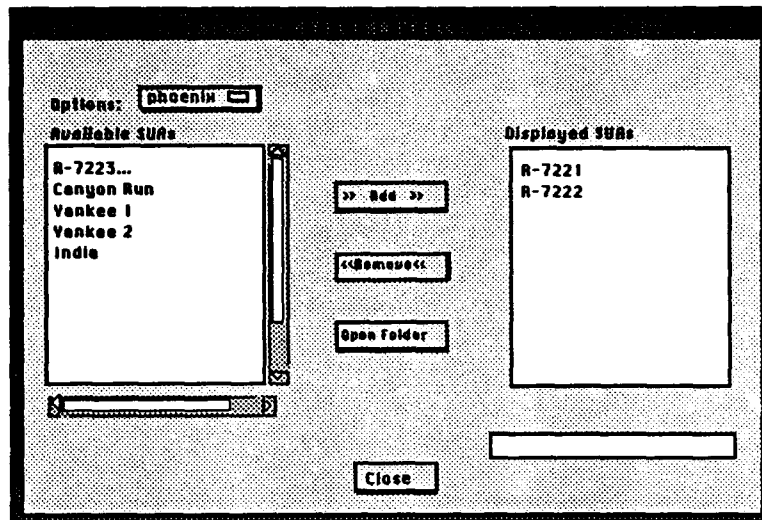 Options: phoenix
Available SUAs
R-7223...
Canyon Run
Yankee 1
Yankee 2
India
>> Add >>
<<Remove<<
Open Folder
Displayed SUAs
R-7221
R-7222
Close